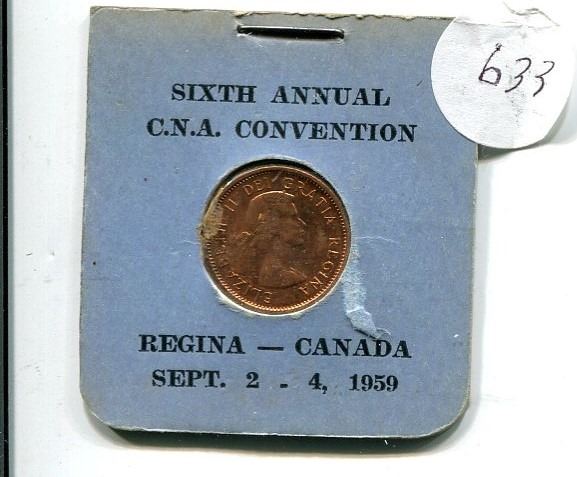 633
SIXTH ANNUAL
C.N.A. CONVENTION
ELIZABETH II DEI GRATIA REGINA
REGINA — CANADA
SEPT. 2 - 4, 1959